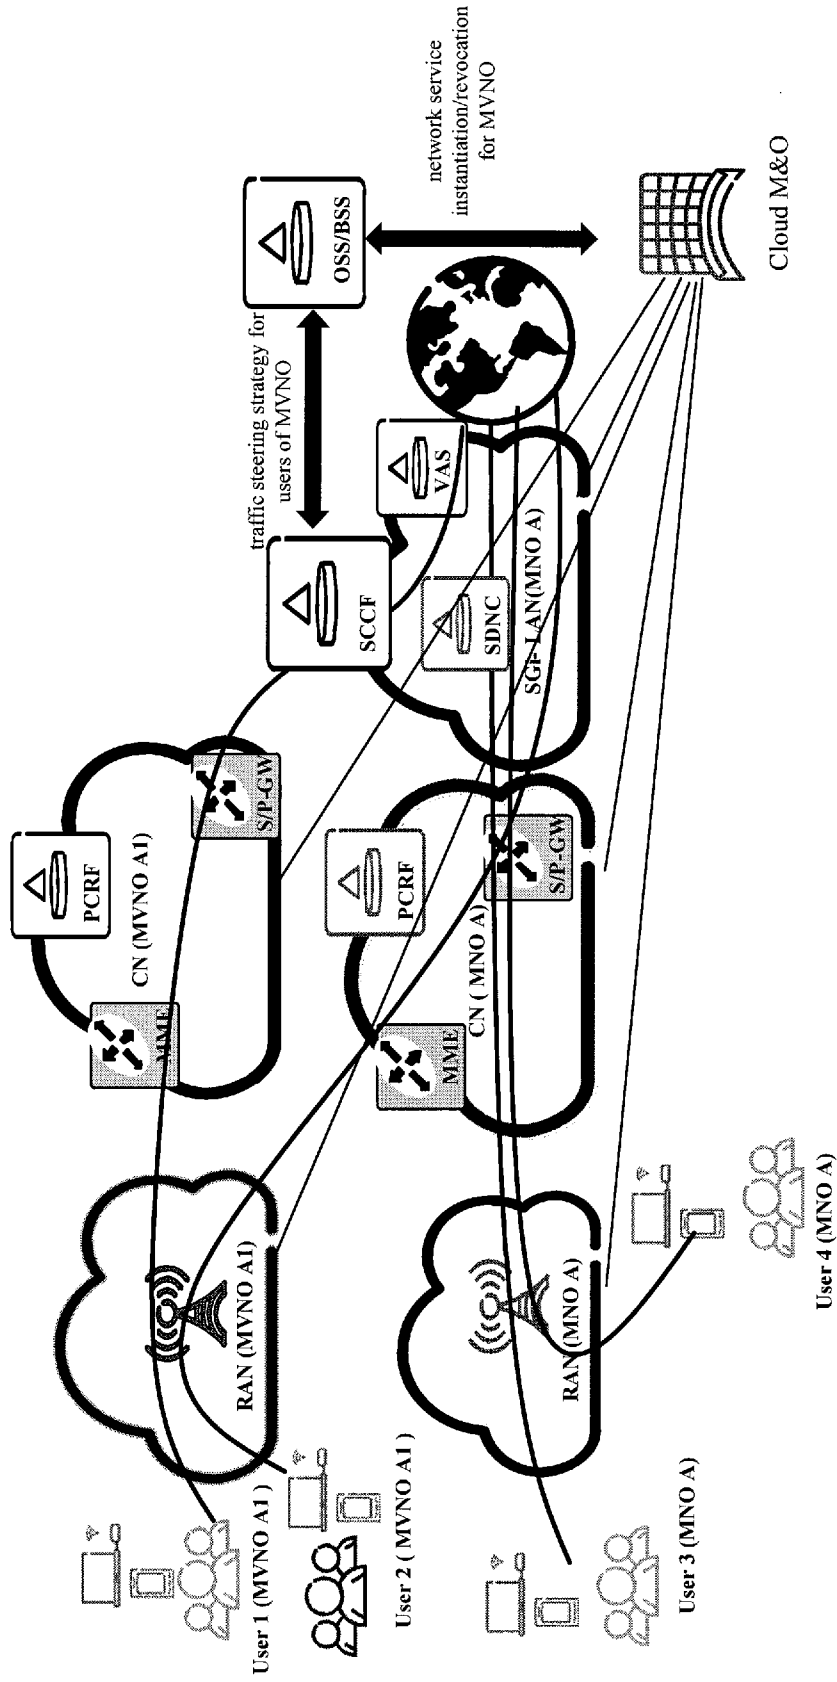 User 1 (MVNO A1 )
User 2 ( MVNO A1 )
User 3 (MNO A)
User 4 (MNO A)
RAN (MVNO A1)
RAN (MNO A)
MME
PCRF
CN (MVNO A1)
S/P-GW
MME
PCRF
CN ( MNO A)
S/P-GW
SCCF
SDNC
VAS
SGI- LAN(MNO A)
traffic steering strategy for
users of MVNO
OSS/BSS
network service
instantiation/revocation
for MVNO
Cloud M&O